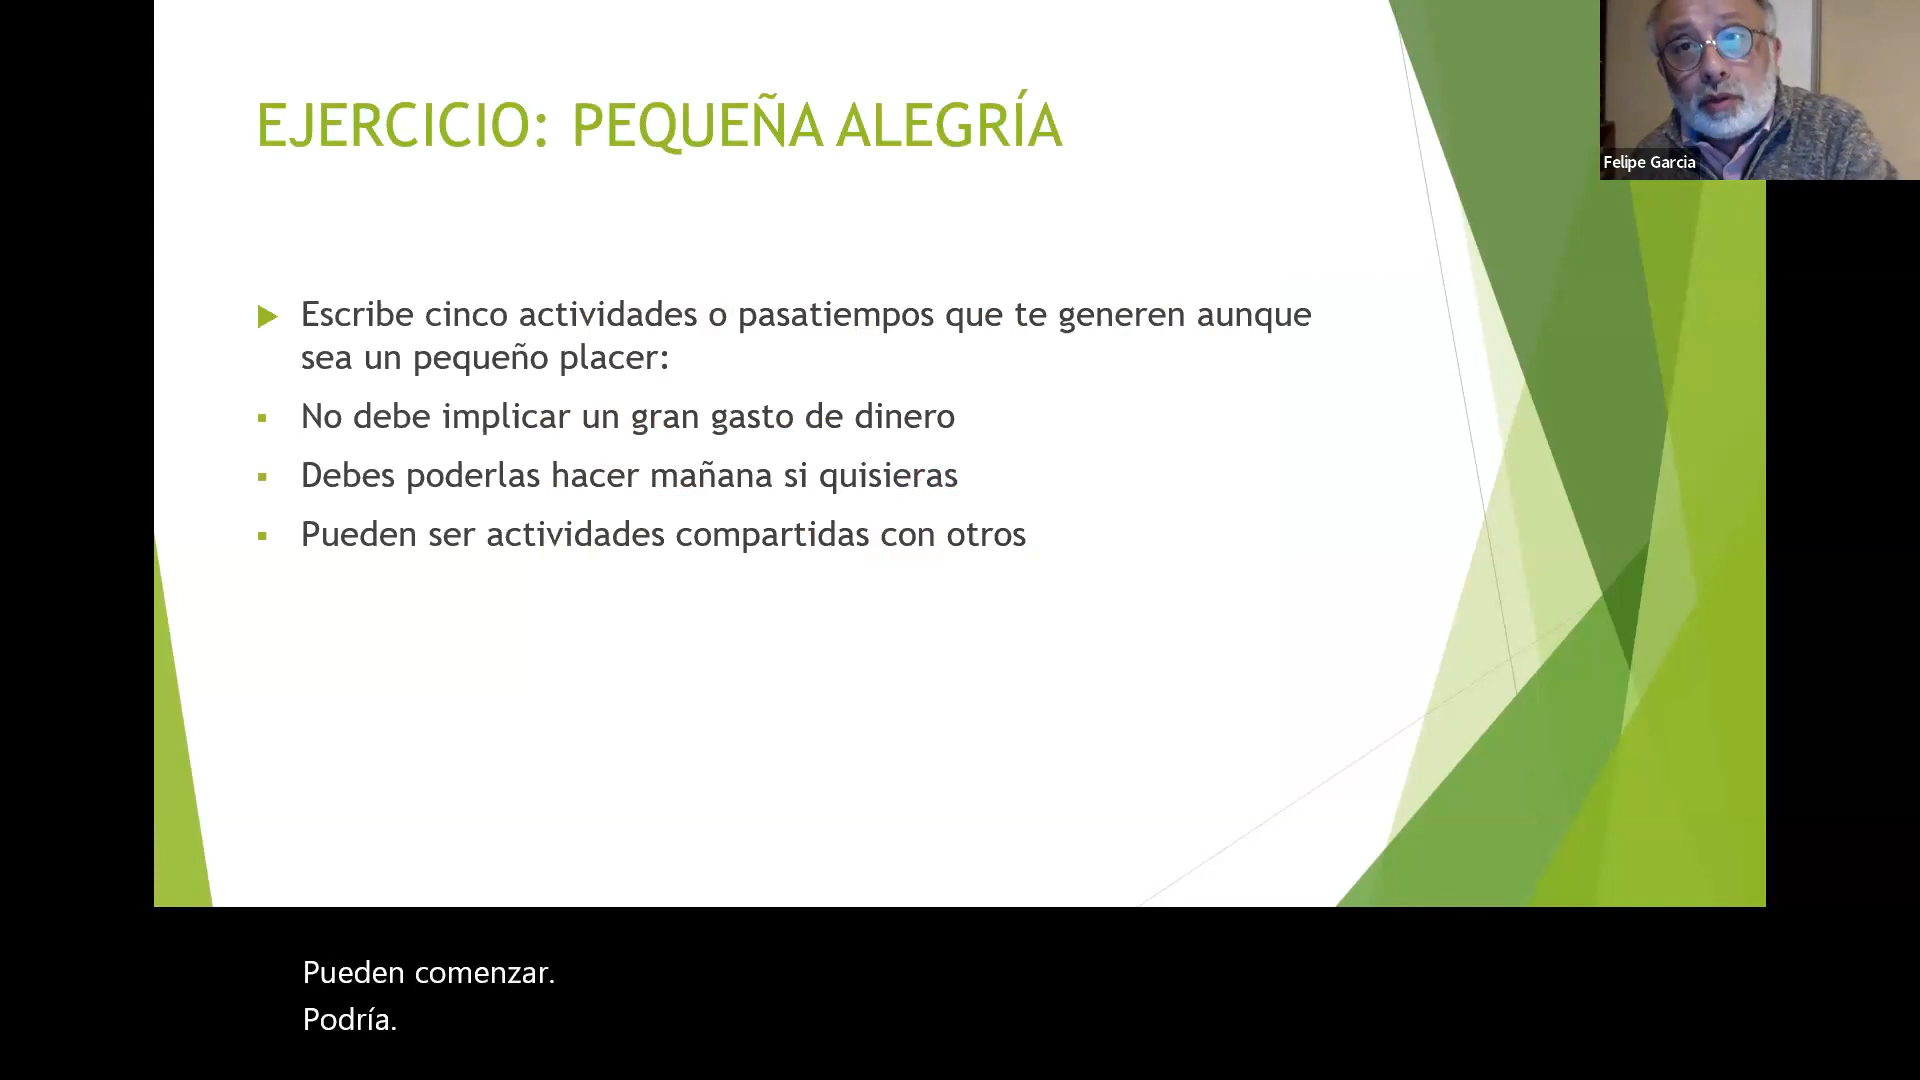 EJERCICIO: PEQUEÑA ALEGRÍA
Felipe Garcia
Escribe cinco actividades o pasatiempos que te generen aunque
sea un pequeño placer:
No debe implicar un gran gasto de dinero
Debes poderlas hacer mañana si quisieras
Pueden ser actividades compartidas con otros
Pueden comenzar.
Podría.